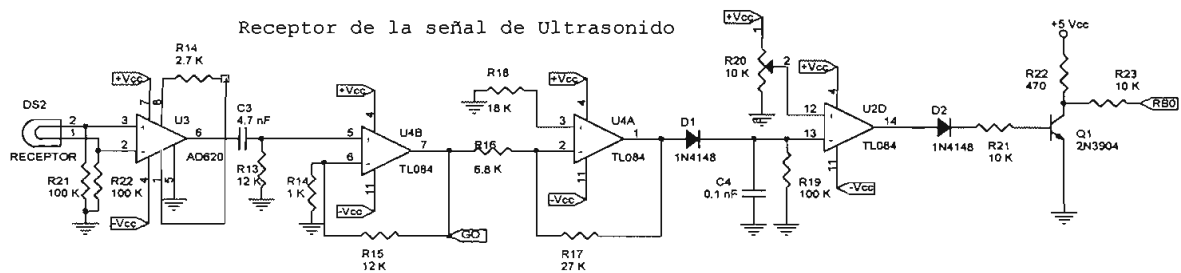 Receptor de la señal de Ultrasonido
DS2
RECEPTOR
2
1
R21
100 K
R22
100 K
+Vcc
-Vcc
R14
2.7 K
U3
AD620
3
2
7
8
6
4
1
5
C3
4.7 nF
R13
12 K
R14
1 K
+Vcc
-Vcc
U4B
TL084
5
6
4
7
11
R15
12 K
GO
R16
6.8 K
R18
18 K
+Vcc
-Vcc
U4A
TL084
3
2
4
1
11
R17
27 K
D1
1N4148
C4
0.1 nF
R19
100 K
+Vcc
1
R20
10 K
2
+Vcc
-Vcc
U2D
TL084
12
13
4
14
11
D2
1N4148
R21
10 K
+5 Vcc
R22
470
R23
10 K
RB0
Q1
2N3904